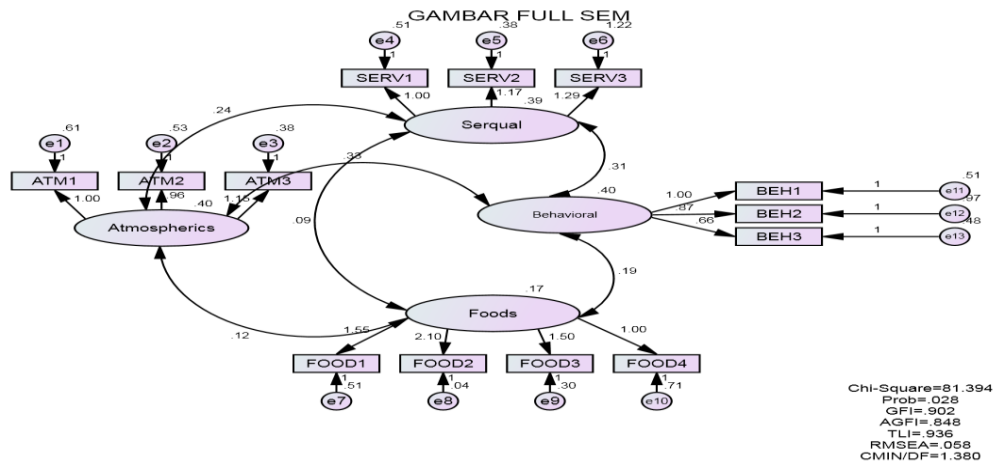 GAMBAR FULL SEM
.51 .38 1.22
e4 e5 e6
1 1 1
SERV1 SERV2 SERV3
1.00 1.17 1.29
.39
Serqual
.24
.61 .53 .38
e1 e2 e3
1 1 1
ATM1 ATM2 ATM3
1.00 .96 1.15
.40
Atmospherics
.33
.31
.09
.40
Behavioral
1.00 .87 .66
BEH1 1 e11 .51
BEH2 1 e12 .97
BEH3 1 e13 .48
.19
.12
.17
Foods
1.55 2.10 1.50 1.00
FOOD1 FOOD2 FOOD3 FOOD4
1 1 1 1
.51 .04 .30 .71
e7 e8 e9 e10
Chi-Square=81.394
Prob=.028
GFI=.902
AGFI=.848
TLI=.936
RMSEA=.058
CMIN/DF=1.380